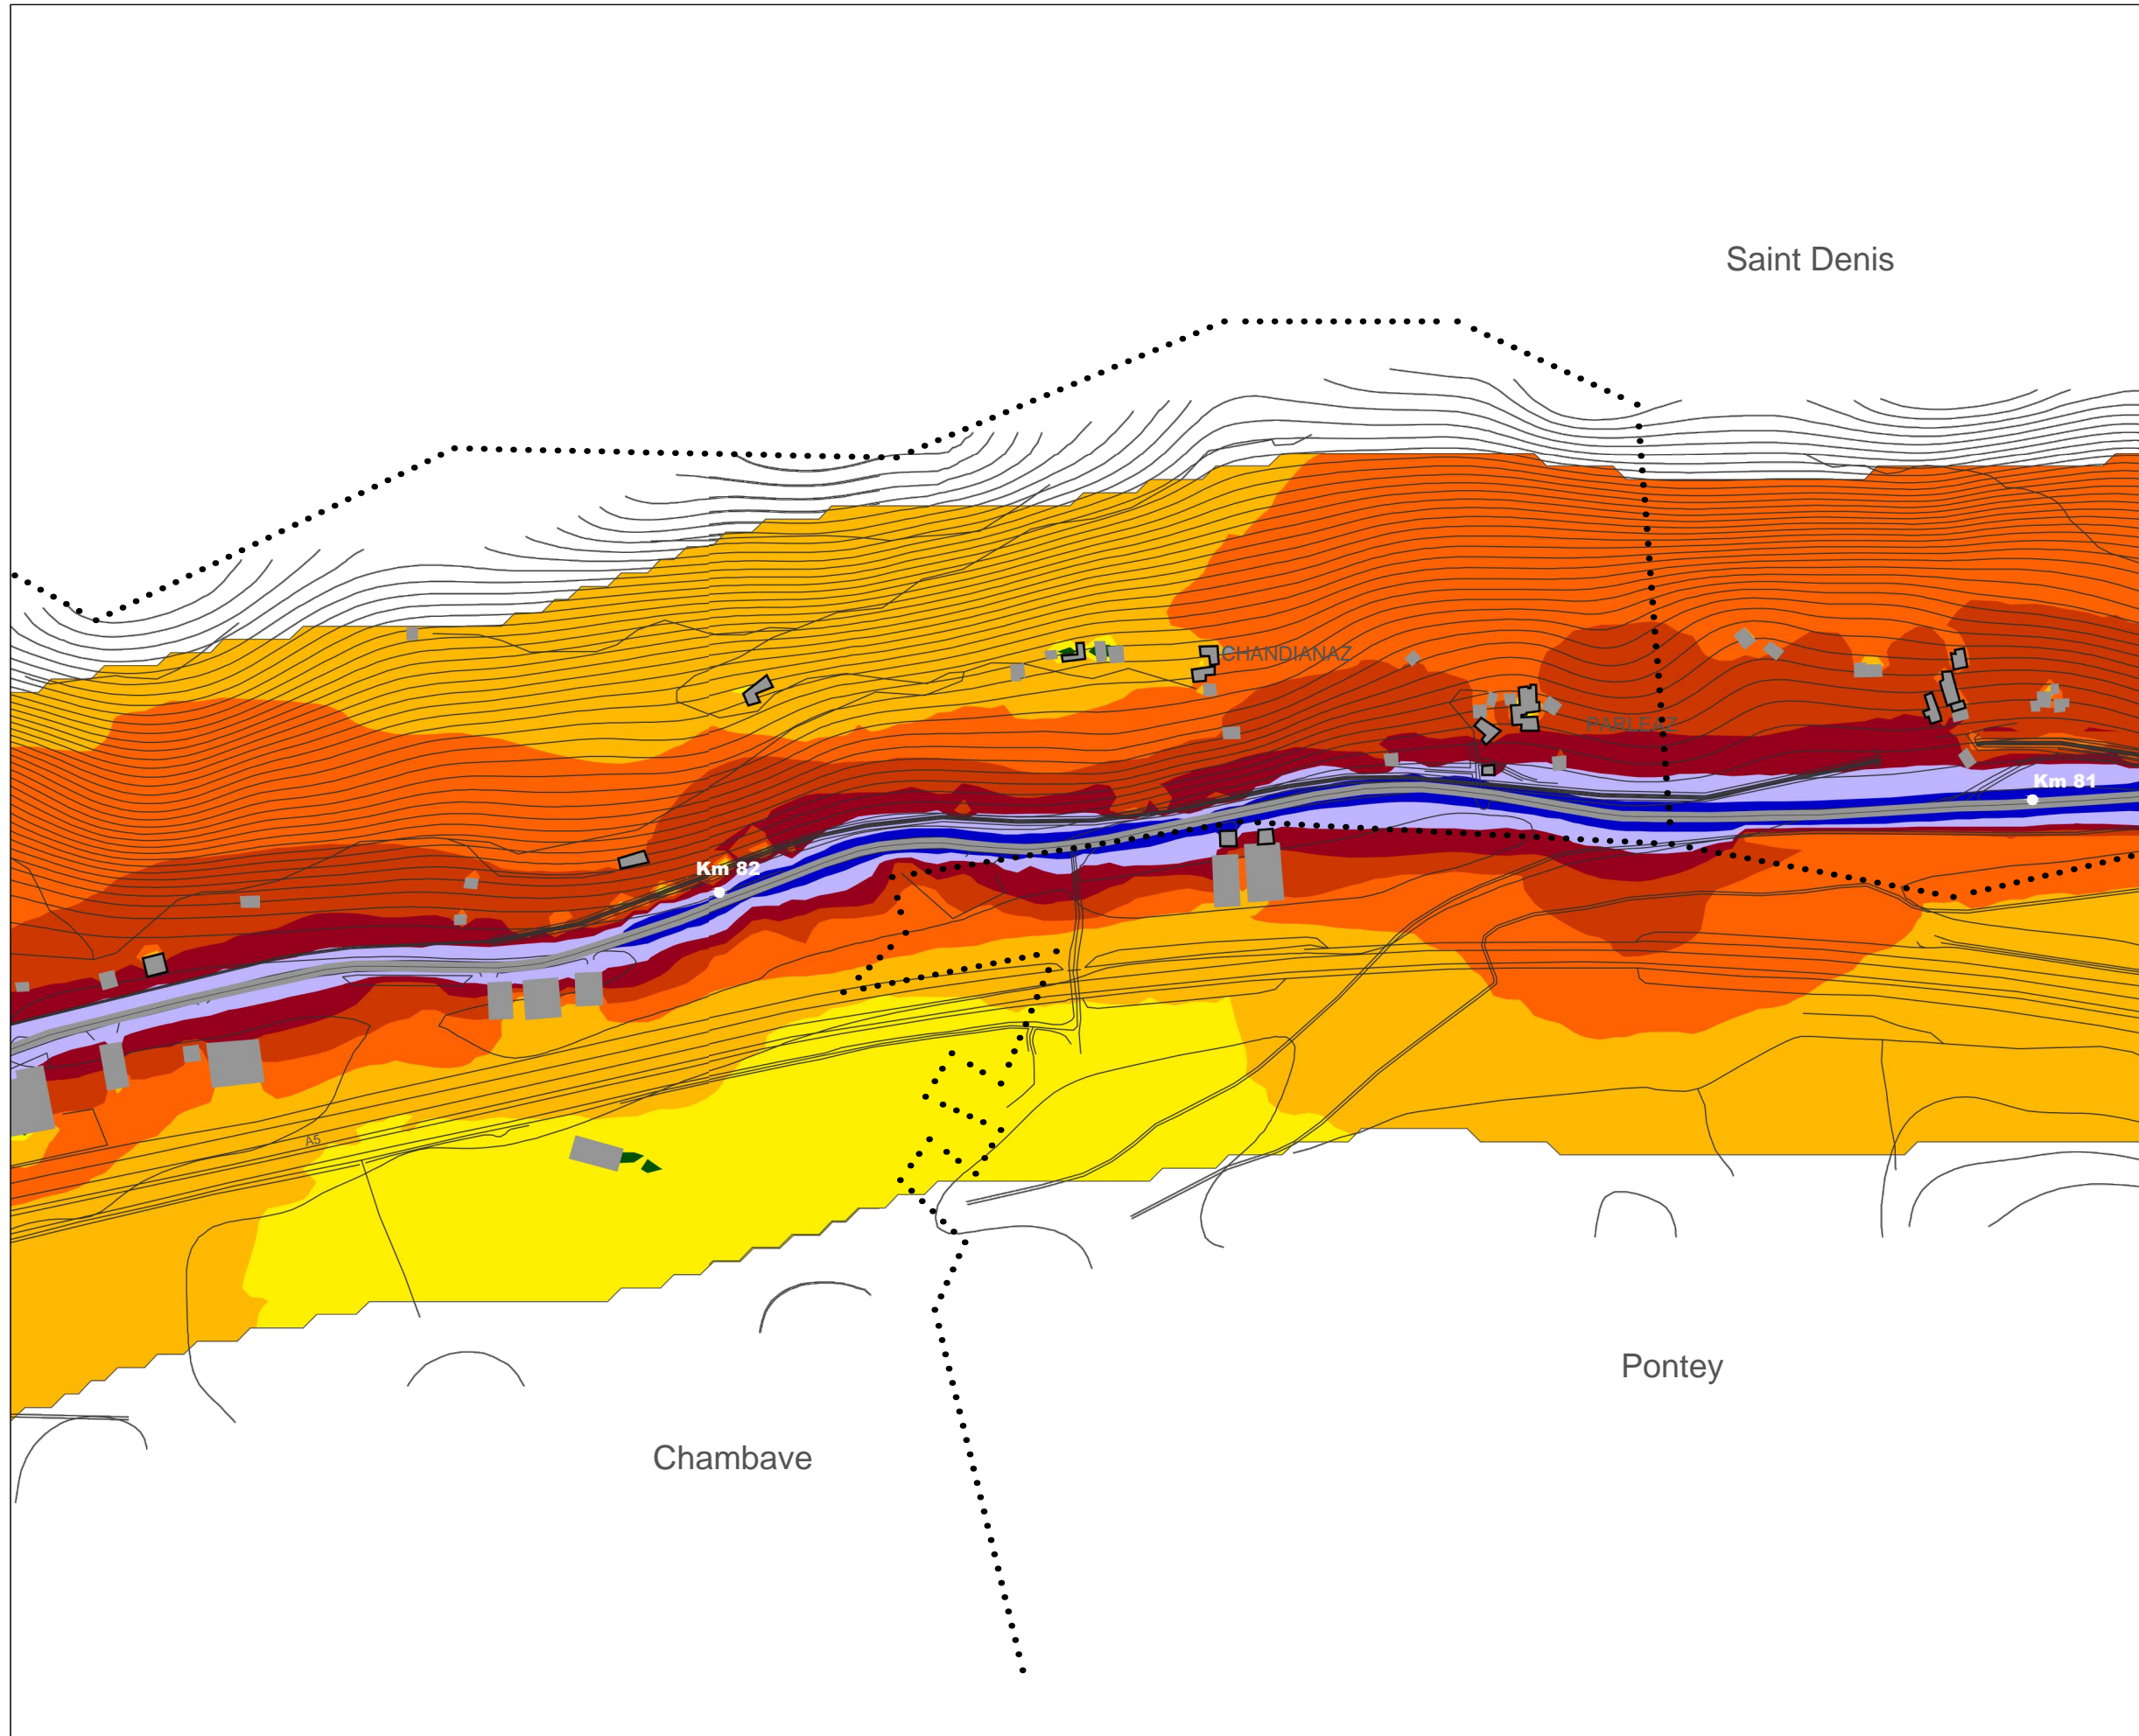 Saint Denis
CHANDIANAZ
PARLEAZ
Km 81
Km 82
A5
Pontey
Chambave